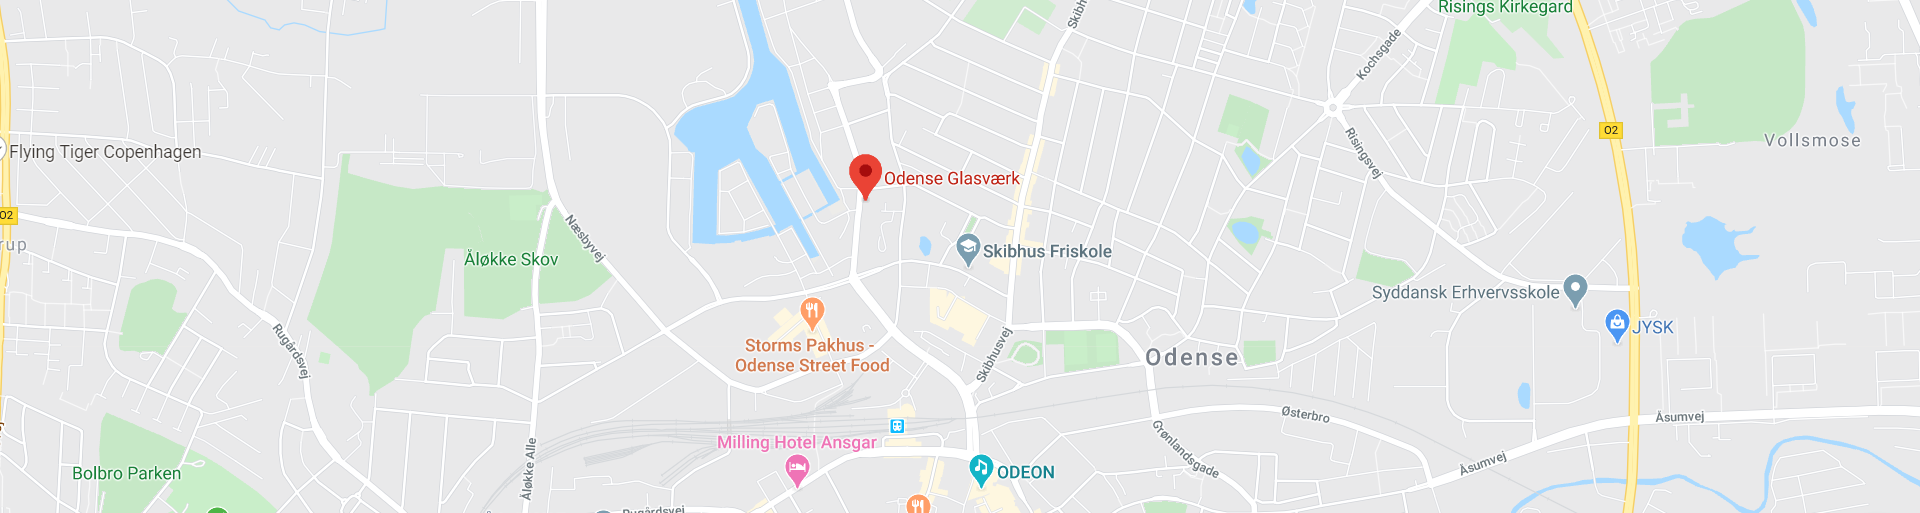 Risings Kirkegard
Kochsgade
O2
Vollsmose
Flying Tiger Copenhagen
Risingsvej
Odense Glasværk
O2
Næsbyvej
Skibhus Friskole
Åløkke Skov
Syddansk Erhvervsskole
JYSK
Rugårdsvej
Storms Pakhus -
Odense Street Food
Skibhusvej
Odense
Østerbro
Åsumvej
Milling Hotel Ansgar
Grønlandsgade
Åsumvej
Bolbro Parken
Åløkke Alle
ODEON
Rugårdsvej